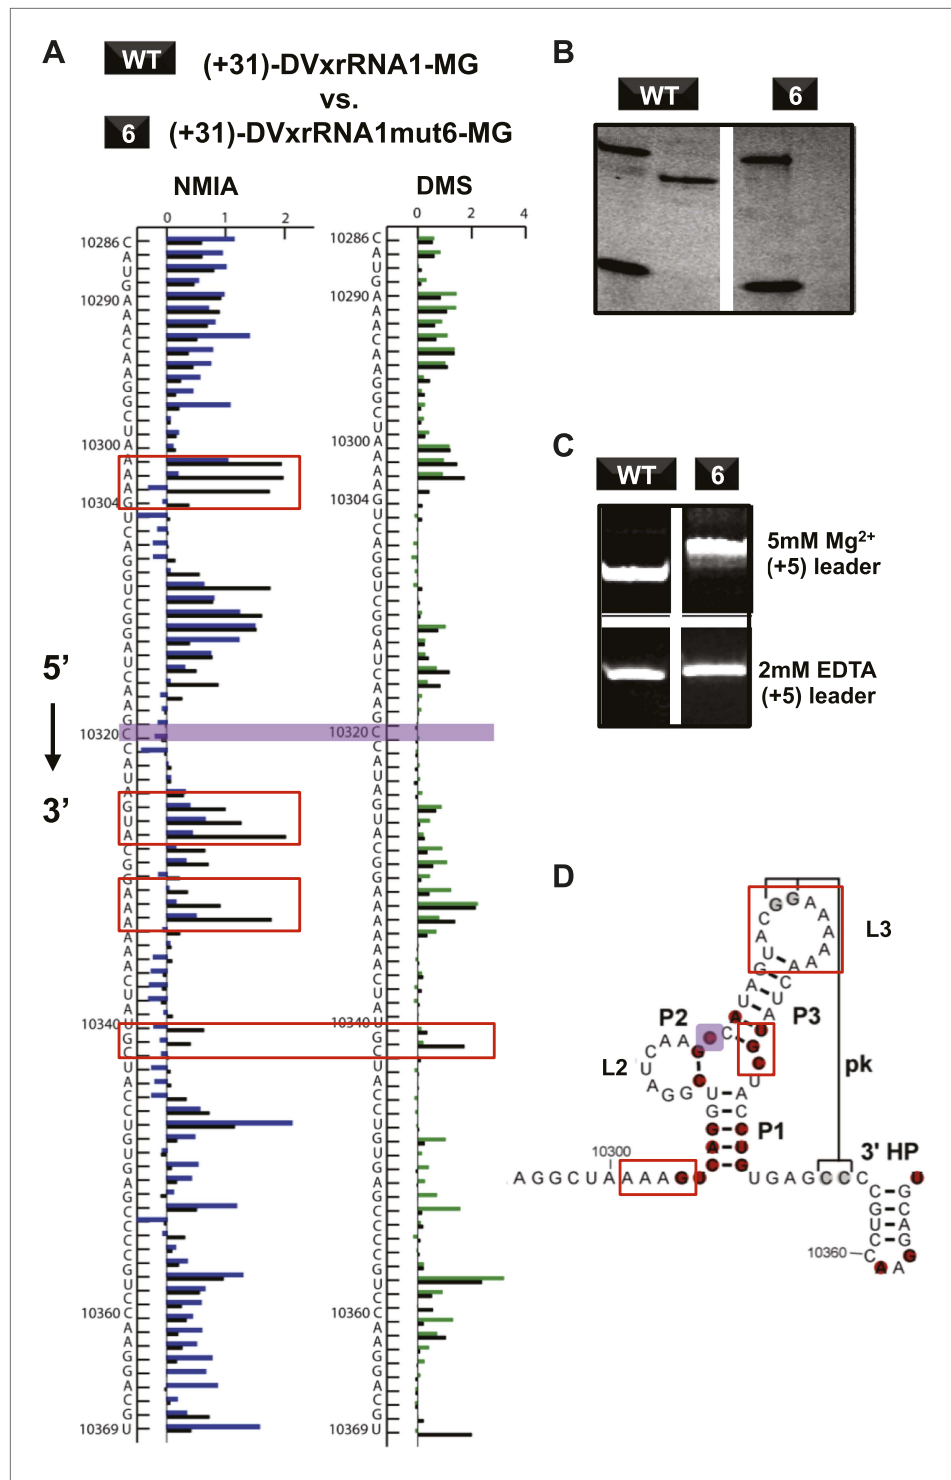 A
WT (+31)-DVxrRNA1-MG
vs.
6 (+31)-DVxrRNA1mut6-MG
NMIA
0 1 2
DMS
0 2 4
10286 C
A
U
G
10290 A
A
A
C
A
A
G
G
C
U
10300 A
A
A
A
10304 G
U
C
A
G
G
U
C
G
G
A
U
C
A
A
G
10320 C
C
A
U
A
G
U
A
C
G
G
G
A
A
A
A
A
C
U
A
10340 U
G
C
U
A
C
C
U
G
U
G
A
G
C
C
C
C
G
U
C
10360 C
A
A
G
G
A
C
G
10369 U
5'
3'
B
WT 6
C
WT 6
5mM Mg2+
(+5) leader
2mM EDTA
(+5) leader
D
L3
P3
P2
L2
P1
pk
3' HP
10300
AGGCUAAAAG
UGAGCCC
10360